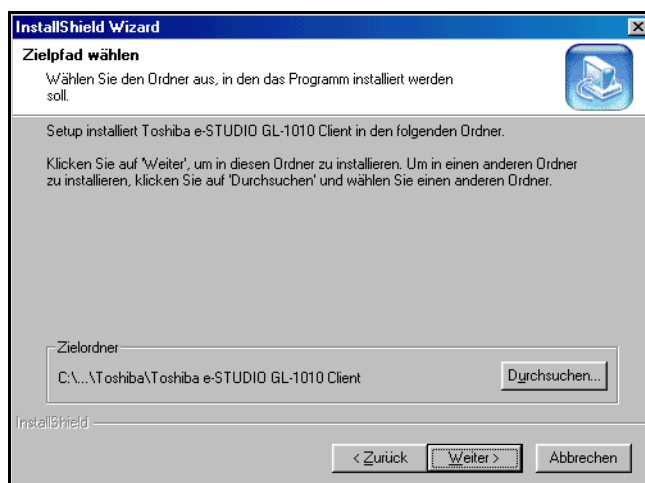 InstallShield Wizard
Zielpfad wählen
Wählen Sie den Ordner aus, in den das Programm installiert werden
soll.
Setup installiert Toshiba e-STUDIO GL-1010 Client in den folgenden Ordner.
Klicken Sie auf 'Weiter', um in diesen Ordner zu installieren. Um in einen anderen Ordner
zu installieren, klicken Sie auf 'Durchsuchen' und wählen Sie einen anderen Ordner.
Zielordner
C:\...\Toshiba\Toshiba e-STUDIO GL-1010 Client
Durchsuchen...
InstallShield
< Zurück
Weiter >
Abbrechen